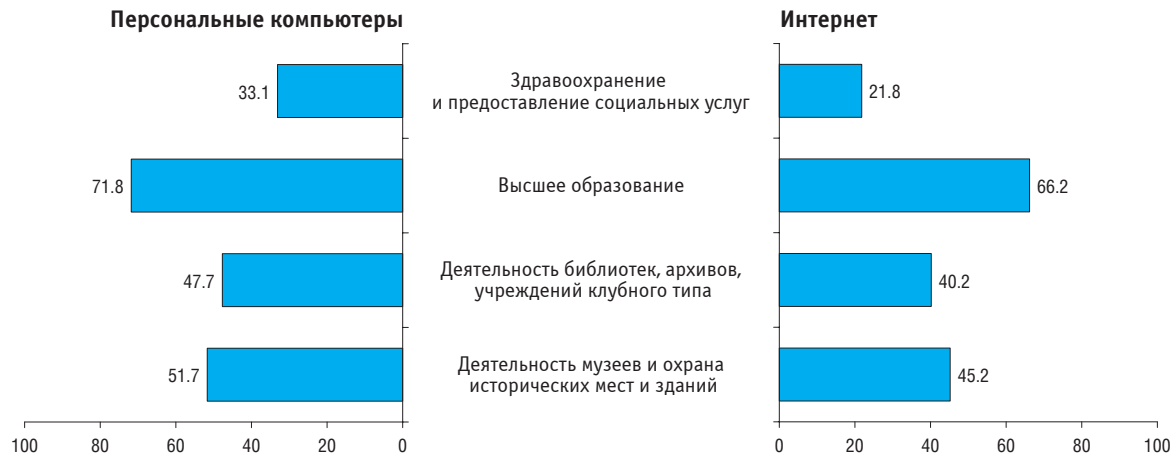 Персональные компьютеры
Интернет
33.1
Здравоохранение
и предоставление социальных услуг
21.8
71.8
Высшее образование
66.2
47.7
Деятельность библиотек, архивов,
учреждений клубного типа
40.2
51.7
Деятельность музеев и охрана
исторических мест и зданий
45.2
100 80 60 40 20 0
0 20 40 60 80 100